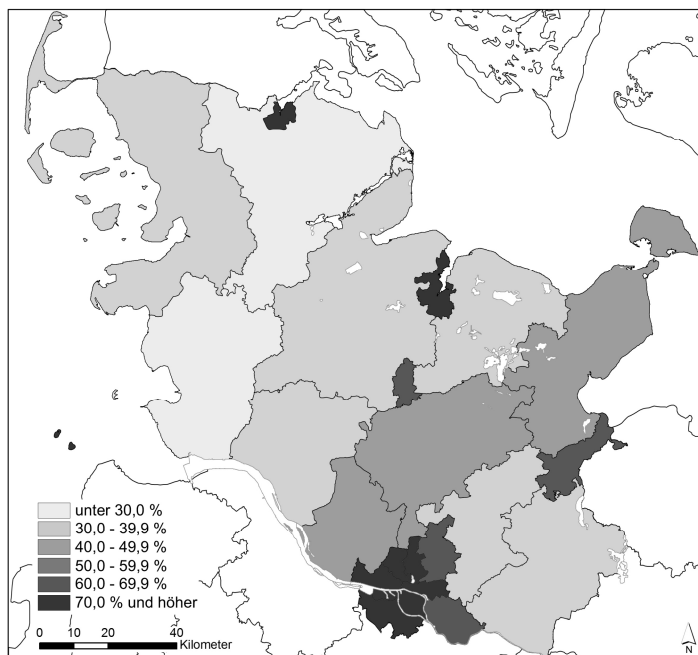 unter 30,0 %
30,0 - 39,9 %
40,0 - 49,9 %
50,0 - 59,9 %
60,0 - 69,9 %
70,0 % und höher
0 10 20 40
Kilometer
N